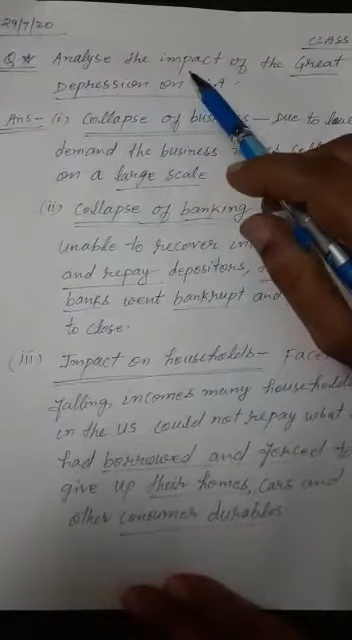 29/7/20
CLASS
Q* Analyse the impact of the Great
Depression on
Ans- (i) Collapse of - Due to
demand the business
on a large scale
(ii) Collapse of banking
unable to recover
and repay depositors,
banks went bankrupt and
to close.
(iii) Impact on households-
falling, incomes many households
in the US could not repay what
had borrowed and forced to
give up their homes, cars and
other consumer durables